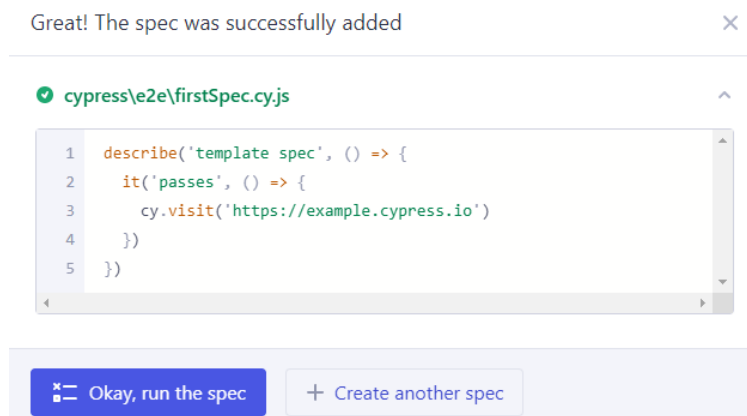 Great! The spec was successfully added
cypress\e2e\firstSpec.cy.js
1 describe('template spec', () => {
2 it('passes', () => {
3 cy.visit('https://example.cypress.io')
4 })
5 })
Okay, run the spec
+ Create another spec